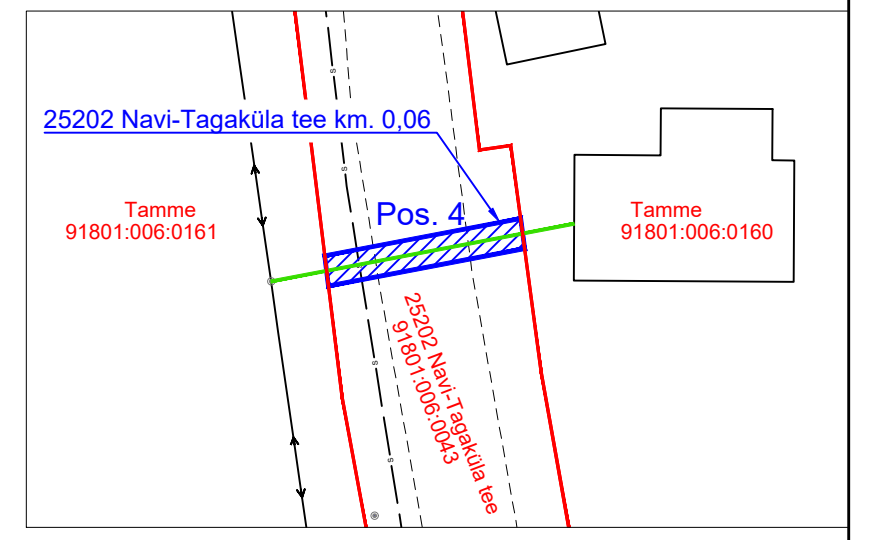 25202 Navi-Tagaküla tee km. 0,06
Pos. 4
Tamme
91801:006:0161
Tamme
91801:006:0160
25202 Navi-Tagaküla tee
91801:006:0043
s
s
s
s